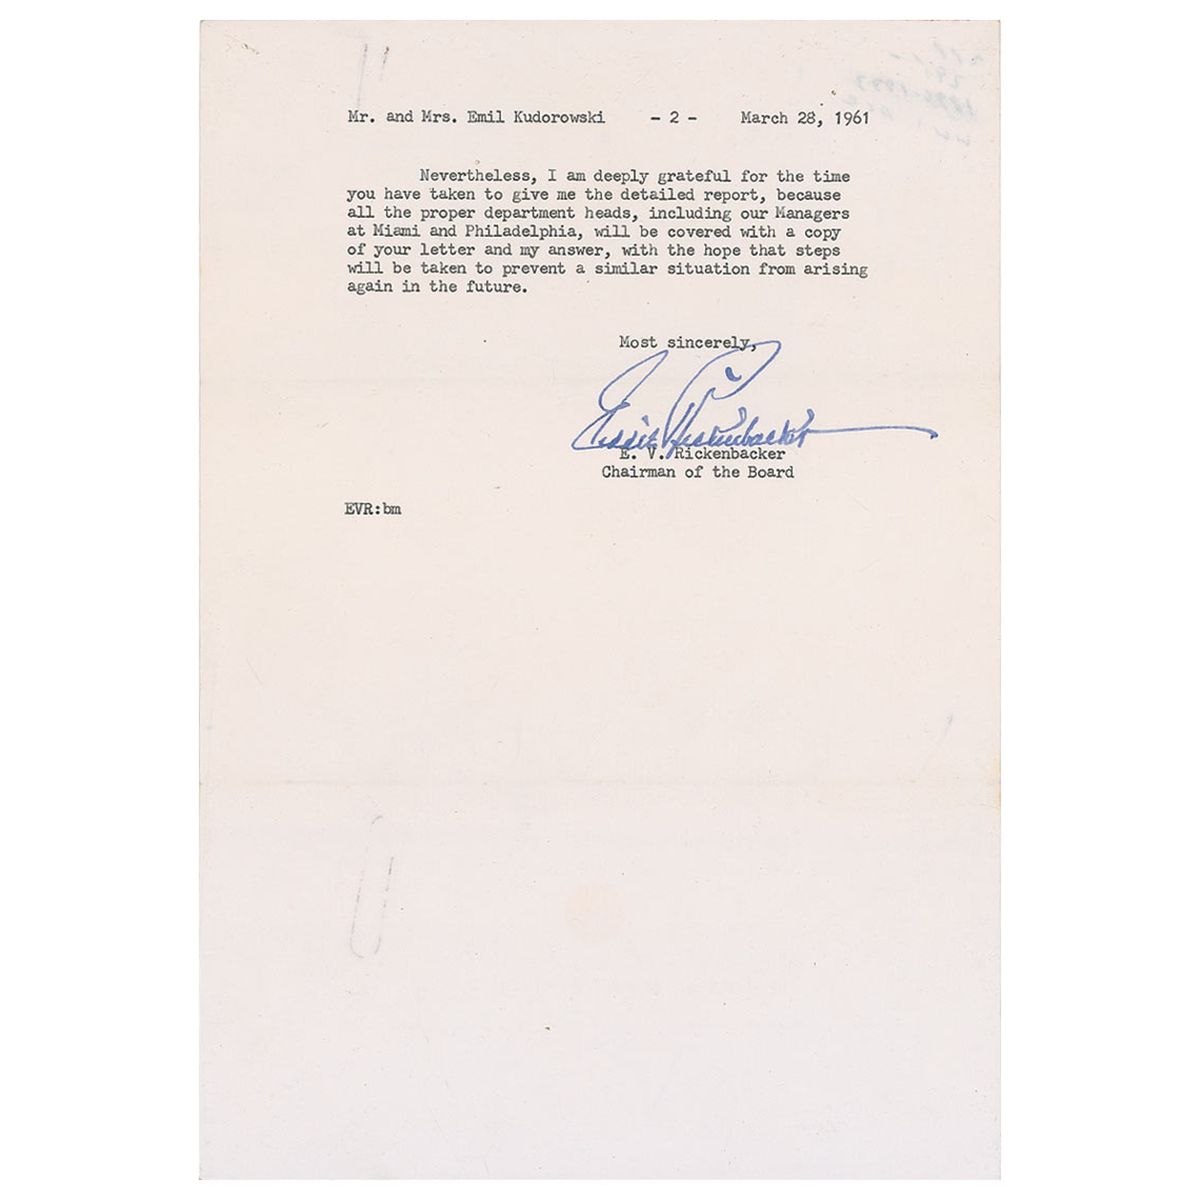 Mr. and Mrs. Emil Kudorowski - 2 - March 28, 1961
Nevertheless, I am deeply grateful for the time
you have taken to give me the detailed report, because
all the proper department heads, including our Managers
at Miami and Philadelphia, will be covered with a copy
of your letter and my answer, with the hope that steps
will be taken to prevent a similar situation from arising
again in the future.
Most sincerely,
Eddie Rickenbacker
E. V. Rickenbacker
Chairman of the Board
EVR:bm